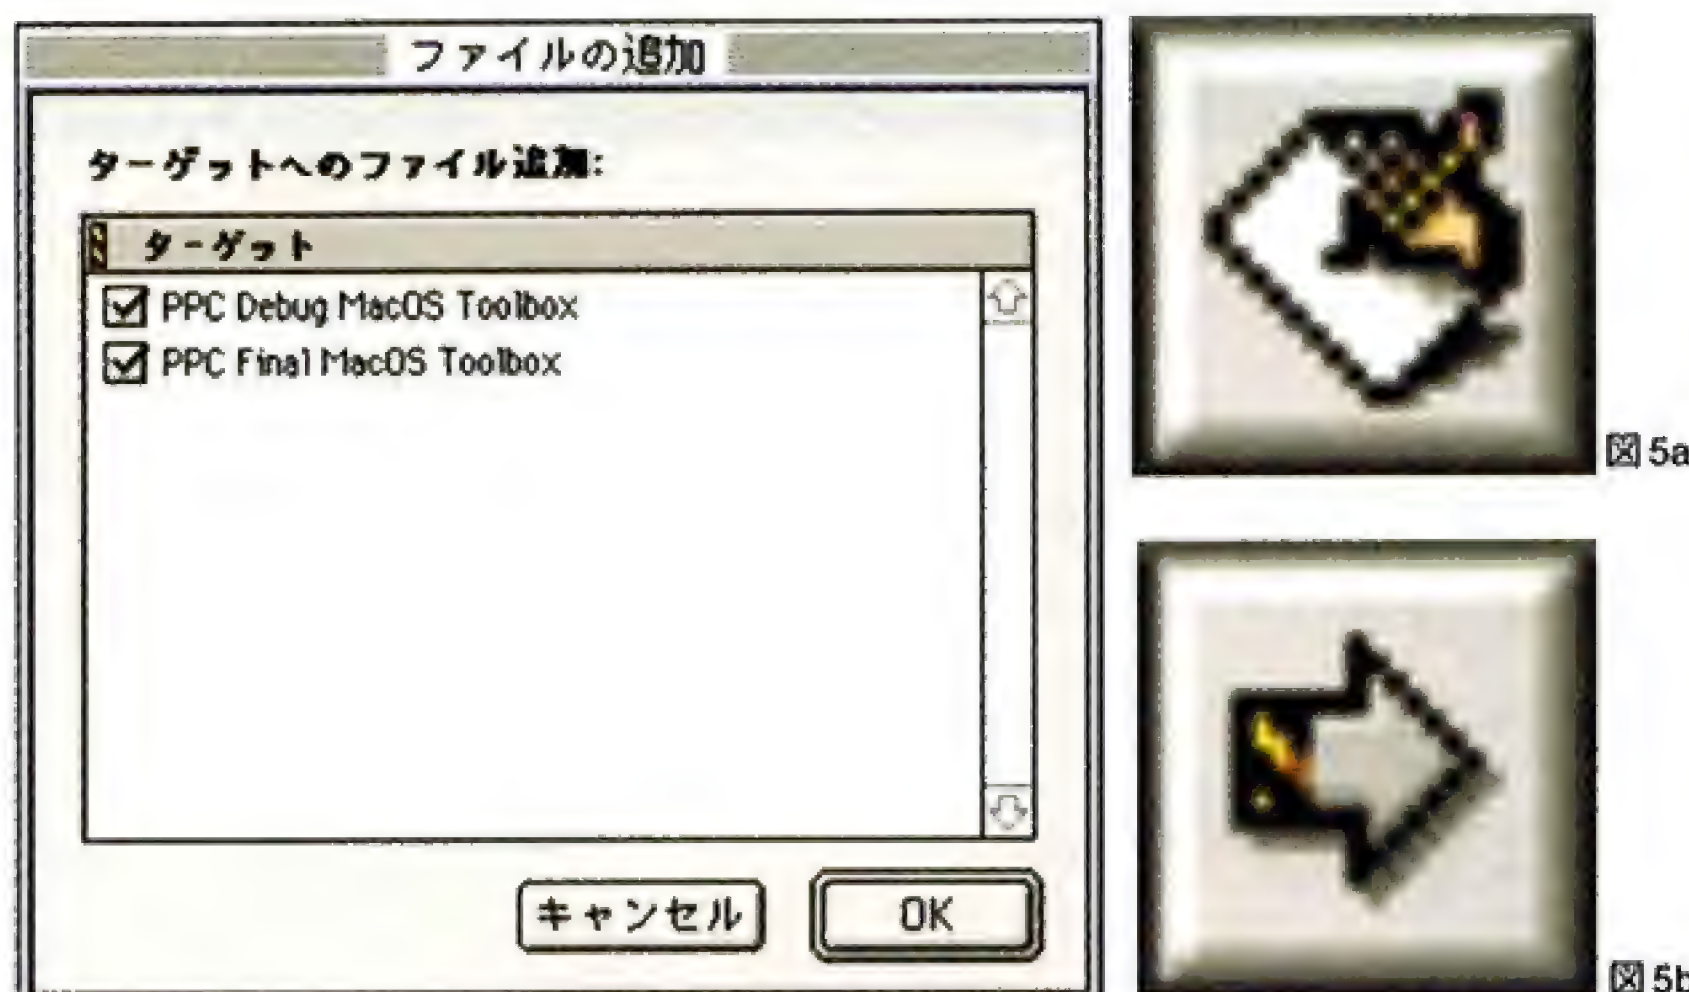 ファイルの追加
ターゲットへのファイル追加:
ターゲット
PPC Debug MacOS Toolbox
PPC Final MacOS Toolbox
キャンセル
OK
図5a
図5b